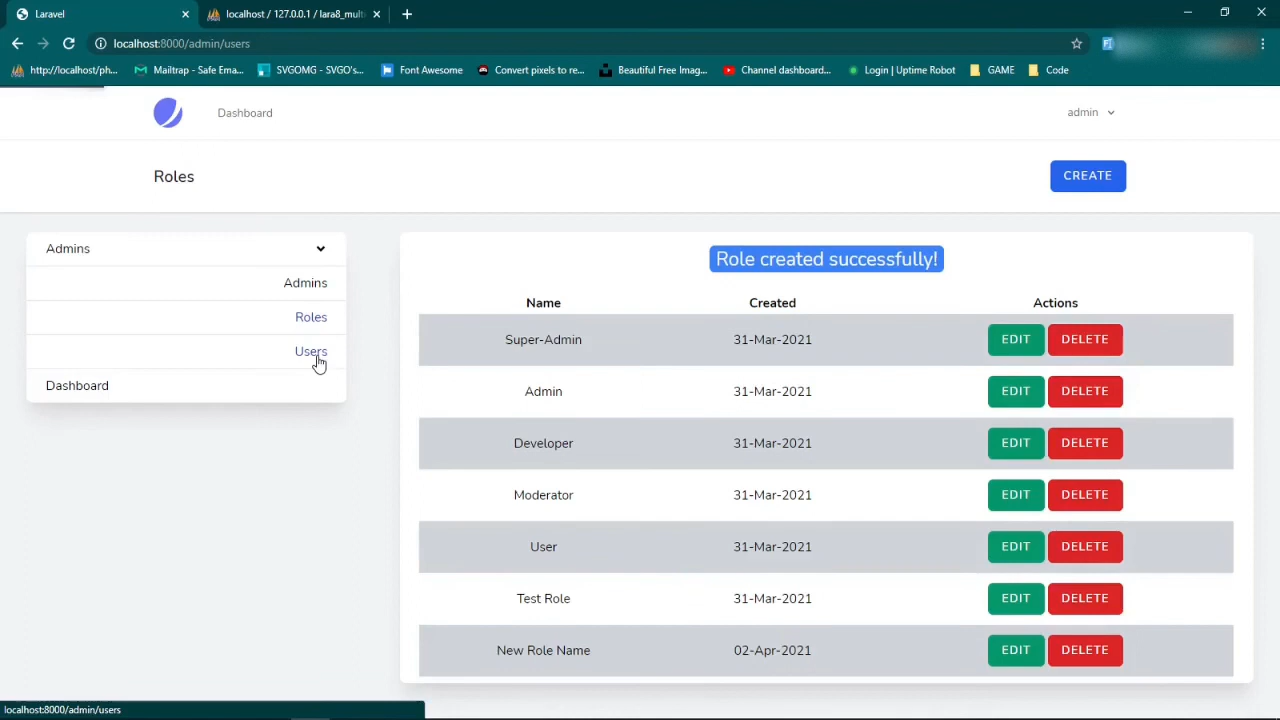 Laravel
localhost / 127.0.0.1 / lara8_mult
localhost:8000/admin/users
http://localhost/ph...
Mailtrap - Safe Ema...
SVGOMG - SVGO's...
Font Awesome
Convert pixels to re...
Beautiful Free Imag...
Channel dashboard...
Login | Uptime Robot
GAME
Code
Dashboard
admin
Roles
CREATE
Admins
Admins
Roles
Users
Dashboard
Role created successfully!
Name Created Actions
Super-Admin 31-Mar-2021 EDIT DELETE
Admin 31-Mar-2021 EDIT DELETE
Developer 31-Mar-2021 EDIT DELETE
Moderator 31-Mar-2021 EDIT DELETE
User 31-Mar-2021 EDIT DELETE
Test Role 31-Mar-2021 EDIT DELETE
New Role Name 02-Apr-2021 EDIT DELETE
localhost:8000/admin/users